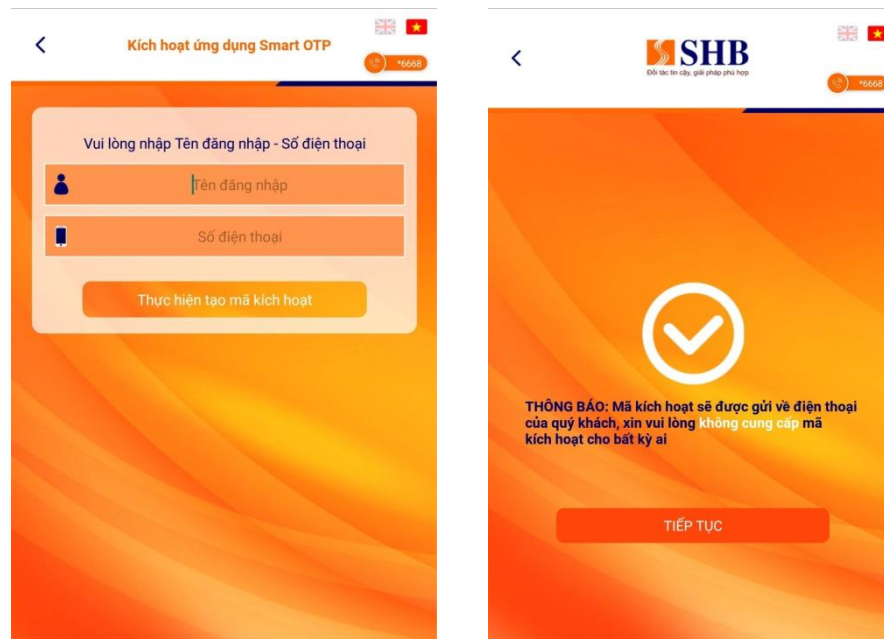 Kích hoạt ứng dụng Smart OTP
*6668
Vui lòng nhập Tên đăng nhập - Số điện thoại
Tên đăng nhập
Số điện thoại
Thực hiện tạo mã kích hoạt
SHB
Đối tác tin cậy, giải pháp phù hợp
*6668
THÔNG BÁO: Mã kích hoạt sẽ được gửi về điện thoại
của quý khách, xin vui lòng không cung cấp mã
kích hoạt cho bất kỳ ai
TIẾP TỤC